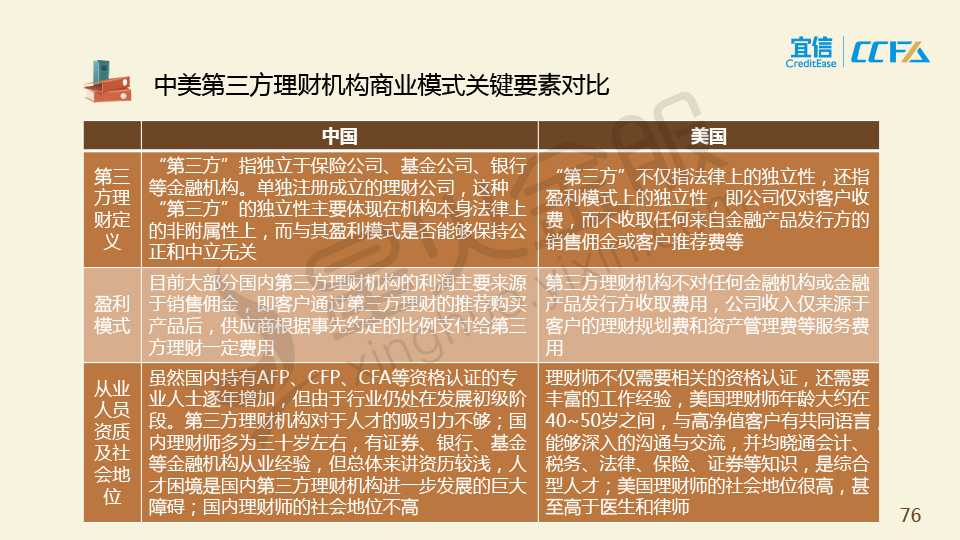 宜信
CreditEase
CCFA
中美第三方理财机构商业模式关键要素对比
中国
美国
第三
方理
财定
义
“第三方”指独立于保险公司、基金公司、银行
等金融机构。单独注册成立的理财公司，这种
“第三方”的独立性主要体现在机构本身法律上
的非附属性上，而与其盈利模式是否能够保持公
正和中立无关
“第三方”不仅指法律上的独立性，还指
盈利模式上的独立性，即公司仅对客户收
费，而不收取任何来自金融产品发行方的
销售佣金或客户推荐费等
盈利
模式
目前大部分国内第三方理财机构的利润主要来源
于销售佣金，即客户通过第三方理财的推荐购买
产品后，供应商根据事先约定的比例支付给第三
方理财一定费用
第三方理财机构不对任何金融机构或金融
产品发行方收取费用，公司收入仅来源于
客户的理财规划费和资产管理费等服务费
用
从业
人员
资质
及社
会地
位
虽然国内持有AFP、CFP、CFA等资格认证的专
业人士逐年增加，但由于行业仍处在发展初级阶
段。第三方理财机构对于人才的吸引力不够；国
内理财师多为三十岁左右，有证券、银行、基金
等金融机构从业经验，但总体来讲资历较浅，人
才困境是国内第三方理财机构进一步发展的巨大
障碍；国内理财师的社会地位不高
理财师不仅需要相关的资格认证，还需要
丰富的工作经验，美国理财师年龄大约在
40~50岁之间，与高净值客户有共同语言，
能够深入的沟通与交流，并均晓通会计、
税务、法律、保险、证券等知识，是综合
型人才；美国理财师的社会地位很高，甚
至高于医生和律师
76